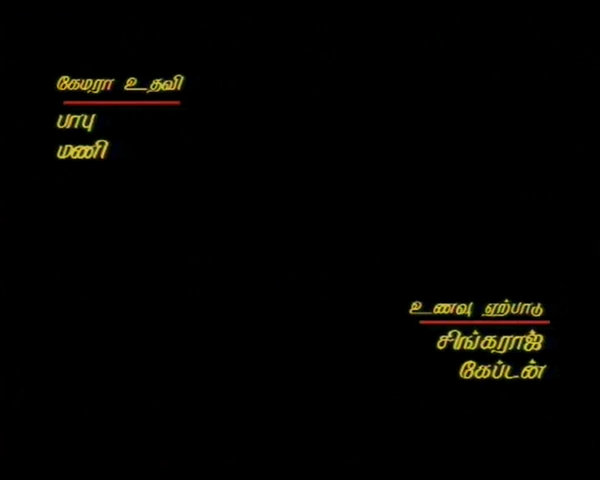 கேமரா உதவி
பாபு
மணி
உணவு ஏற்பாடு
சிங்கராஜ்
கேப்டன்